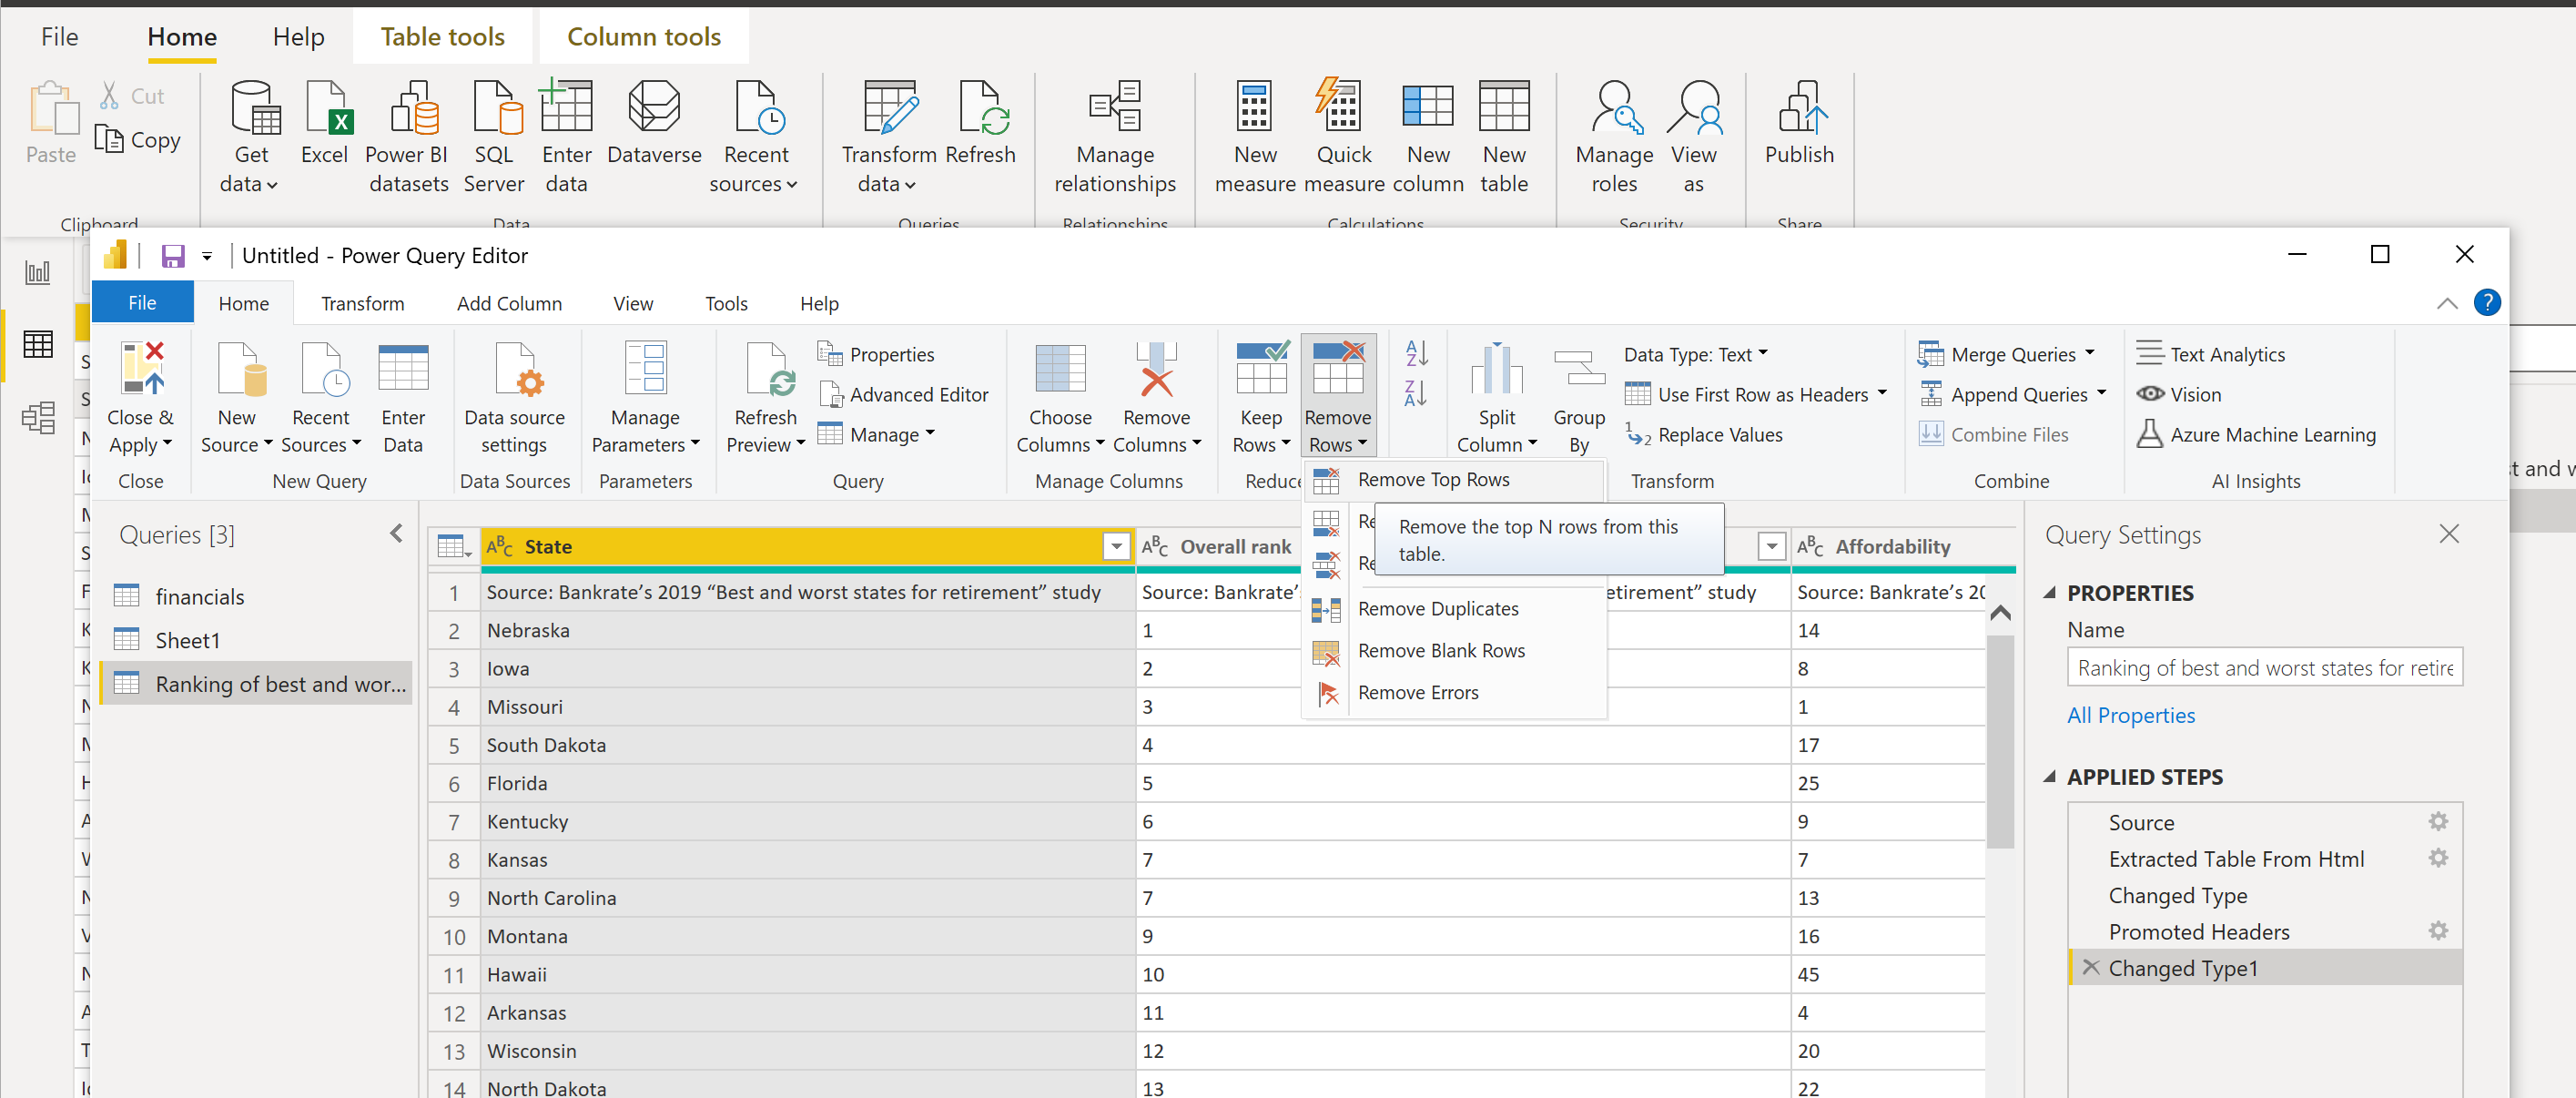 File Home Help Table tools Column tools
Paste Cut Copy
Get data Excel Power BI datasets SQL Server Enter data Dataverse Recent sources
Transform data Refresh
Manage relationships
New measure Quick measure New column New table
Manage roles View as
Publish
Clipboard Data Queries Relationships Calculations Security Share
Untitled - Power Query Editor
File Home Transform Add Column View Tools Help
Close & Apply
New Source Recent Sources Enter Data
Data source settings
Manage Parameters
Refresh Preview
Properties
Advanced Editor
Manage
Choose Columns Remove Columns
Keep Rows Remove Rows
A Z
Z A
Split Column Group By
Data Type: Text
Use First Row as Headers
1 2 Replace Values
Merge Queries
Append Queries
Combine Files
Text Analytics
Vision
Azure Machine Learning
Close New Query Data Sources Parameters Query Manage Columns Reduce Transform Combine AI Insights
Remove Top Rows
Remove the top N rows from this
table.
Re
Re
Remove Duplicates
Remove Blank Rows
Remove Errors
Queries [3]
financials
Sheet1
Ranking of best and wor...
ABC State ABC Overall rank ABC Affordability
1 Source: Bankrate’s 2019 “Best and worst states for retirement” study Source: Bankrate’s etirement” study Source: Bankrate’s 20
2 Nebraska 1 14
3 Iowa 2 8
4 Missouri 3 1
5 South Dakota 4 17
6 Florida 5 25
7 Kentucky 6 9
8 Kansas 7 7
9 North Carolina 7 13
10 Montana 9 16
11 Hawaii 10 45
12 Arkansas 11 4
13 Wisconsin 12 20
14 North Dakota 13 22
Query Settings
PROPERTIES
Name
Ranking of best and worst states for retire
All Properties
APPLIED STEPS
Source
Extracted Table From Html
Changed Type
Promoted Headers
Changed Type1
t and w